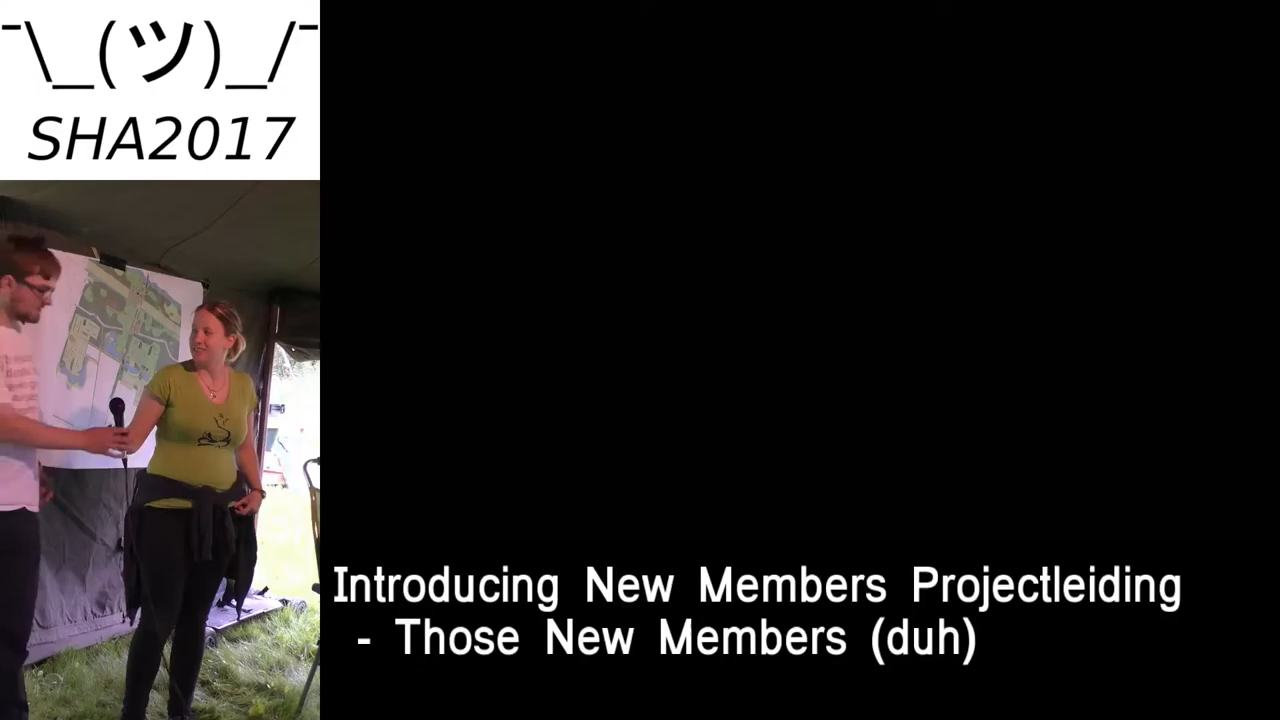 ¯\_(ツ)_/¯
SHA2017
Introducing New Members Projectleiding
- Those New Members (duh)